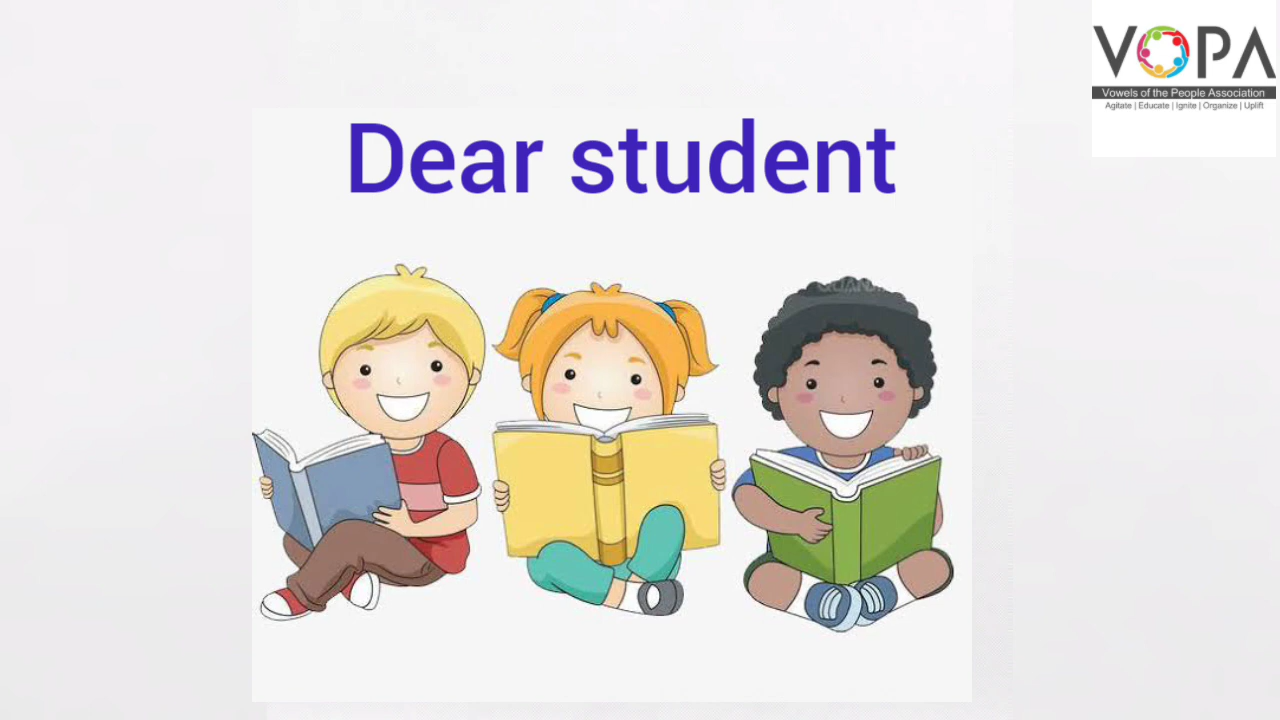 Dear student
VOPA
Vowels of the People Association
Agitate | Educate | Ignite | Organize | Uplift